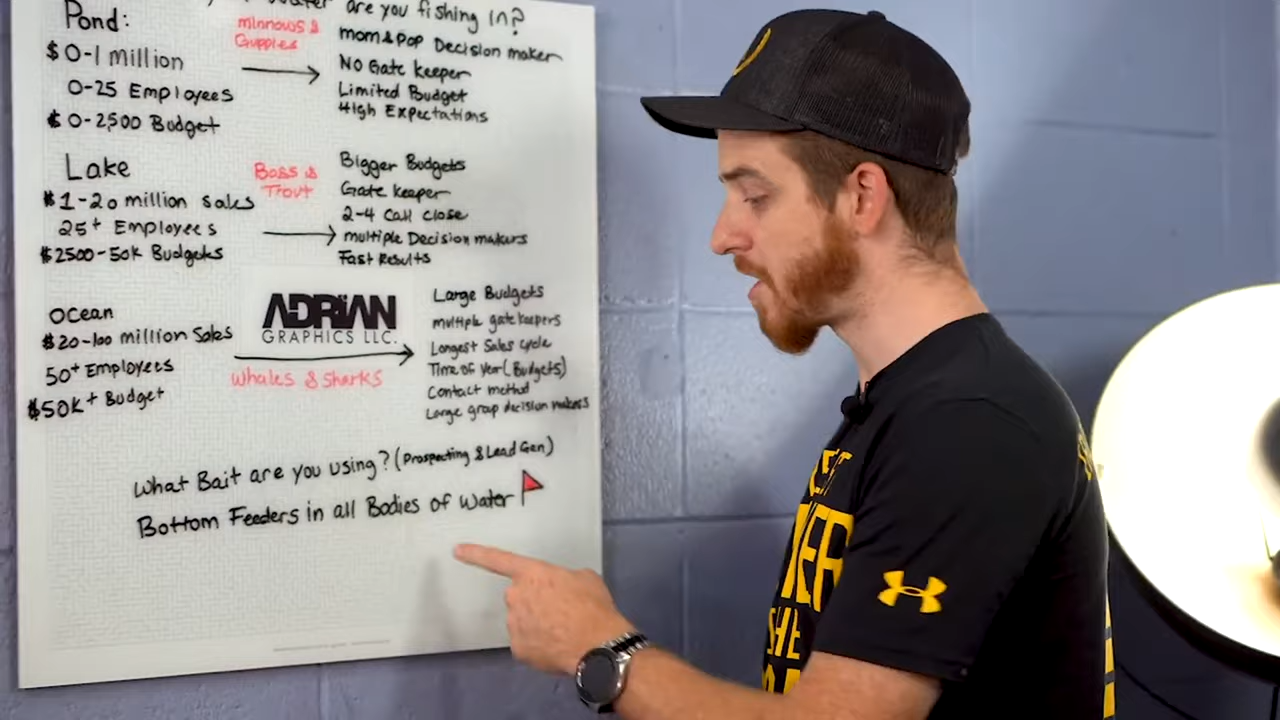 are you fishing in?
Pond:
minnows &
Guppies
mom & pop Decision maker
$0-1 million
No Gate keeper
0-25 Employees
Limited Budget
$0-2,500 Budget
High Expectations
Lake
Bass &
Trout
Bigger Budgets
$1-20 million sales
Gate keeper
25+ Employees
2-4 Call close
$2500-50k Budgets
multiple Decision makers
Fast Results
Ocean
ADRIAN
GRAPHICS LLC.
Large Budgets
$20-100 million Sales
multiple gatekeepers
50+ Employees
Longest Sales cycle
whales & sharks
Time of Year (Budgets)
$50K+ Budget
Contact method
Large group decision makers
What Bait are you using? (Prospecting & Lead Gen)
Bottom Feeders in all Bodies of Water
THE